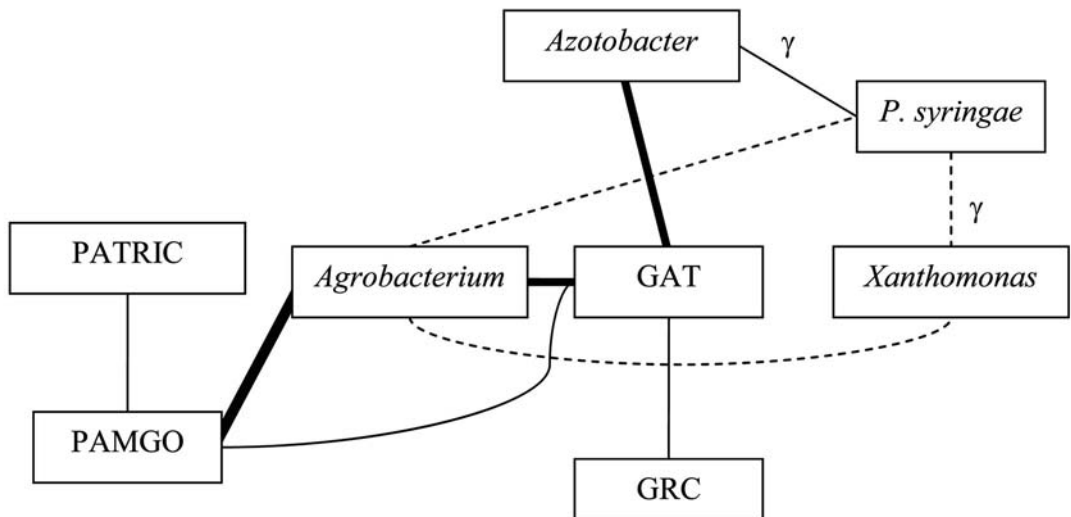 Azotobacter
γ
P. syringae
γ
PATRIC
Agrobacterium
GAT
Xanthomonas
PAMGO
GRC